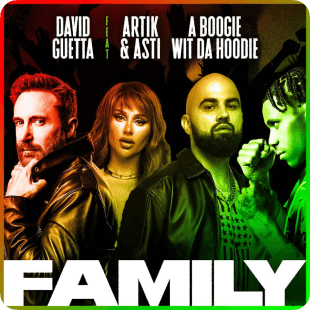 DAVID
GUETTA
FEAT
ARTIK
& ASTI
A BOOGIE
WIT DA HOODIE
FAMILY